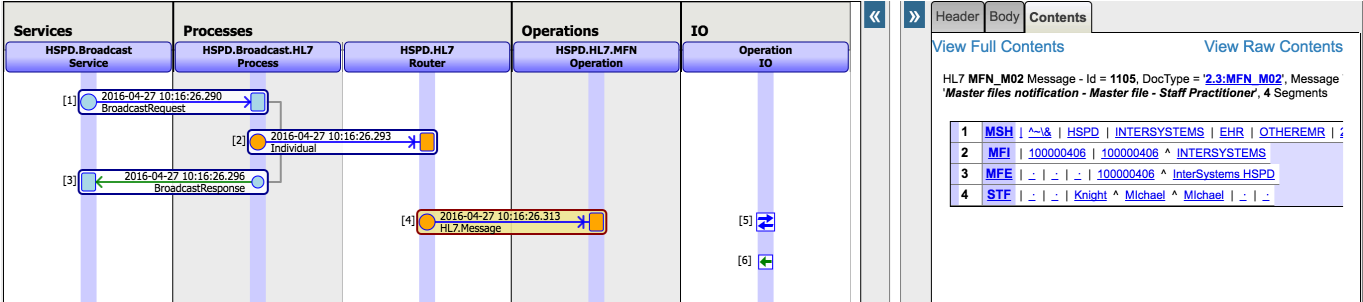 Services Processes Operations IO
HSPD.Broadcast Service
HSPD.Broadcast.HL7 Process
HSPD.HL7 Router
HSPD.HL7.MFN Operation
Operation IO
[1] 2016-04-27 10:16:26.290
BroadcastRequest
[2] 2016-04-27 10:16:26.293
Individual
[3] 2016-04-27 10:16:26.296
BroadcastResponse
[4] 2016-04-27 10:16:26.313
HL7.Message
[5]
[6]
« »
Header Body Contents
View Full Contents View Raw Contents
HL7 MFN_M02 Message - Id = 1105, DocType = '2.3:MFN_M02', Message
'Master files notification - Master file - Staff Practitioner', 4 Segments
1 MSH | ^~\& | HSPD | INTERSYSTEMS | EHR | OTHEREMR | 2
2 MFI | 100000406 | 100000406 ^ INTERSYSTEMS
3 MFE | · | · | · | 100000406 ^ InterSystems HSPD
4 STF | · | · | Knight ^ MIchael ^ MIchael | · | ·